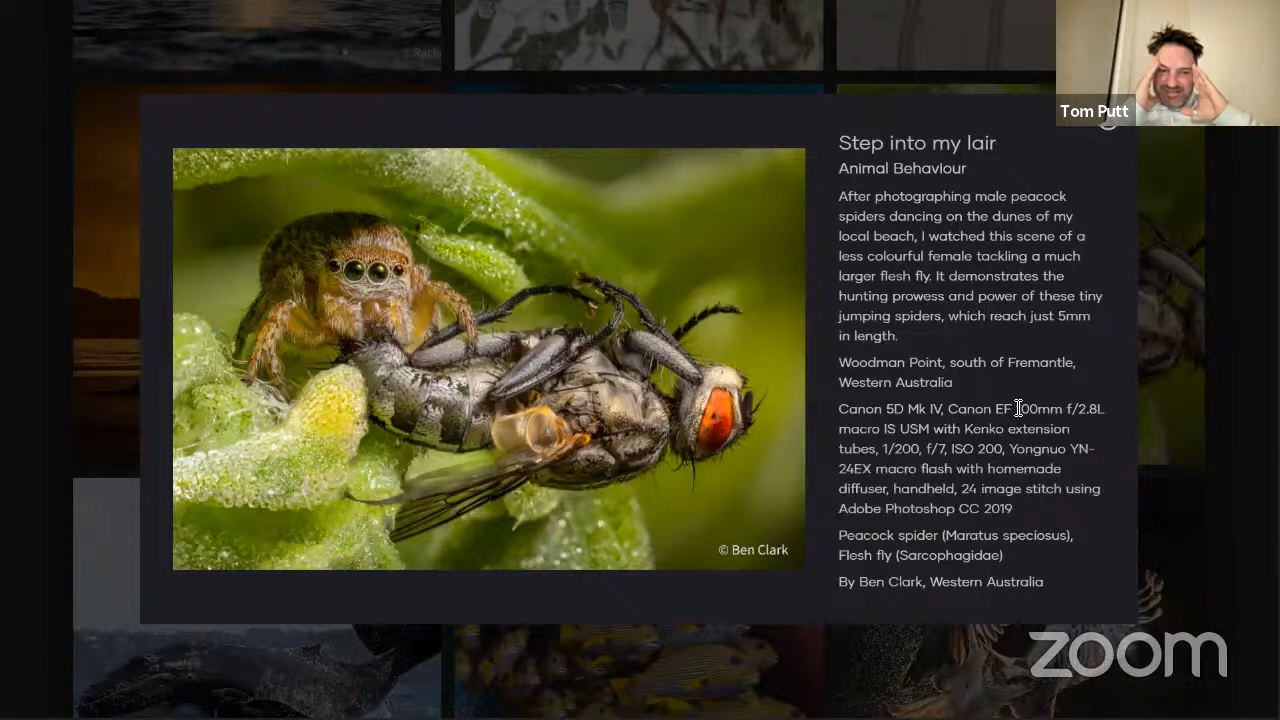 Tom Putt
Step into my lair
Animal Behaviour
After photographing male peacock
spiders dancing on the dunes of my
local beach, I watched this scene of a
less colourful female tackling a much
larger flesh fly. It demonstrates the
hunting prowess and power of these tiny
jumping spiders, which reach just 5mm
in length.
Woodman Point, south of Fremantle,
Western Australia
Canon 5D Mk IV, Canon EF 100mm f/2.8L
macro IS USM with Kenko extension
tubes, 1/200, f/7, ISO 200, Yongnuo YN-
24EX macro flash with homemade
diffuser, handheld, 24 image stitch using
Adobe Photoshop CC 2019
Peacock spider (Maratus speciosus),
Flesh fly (Sarcophagidae)
By Ben Clark, Western Australia
© Ben Clark
zoom